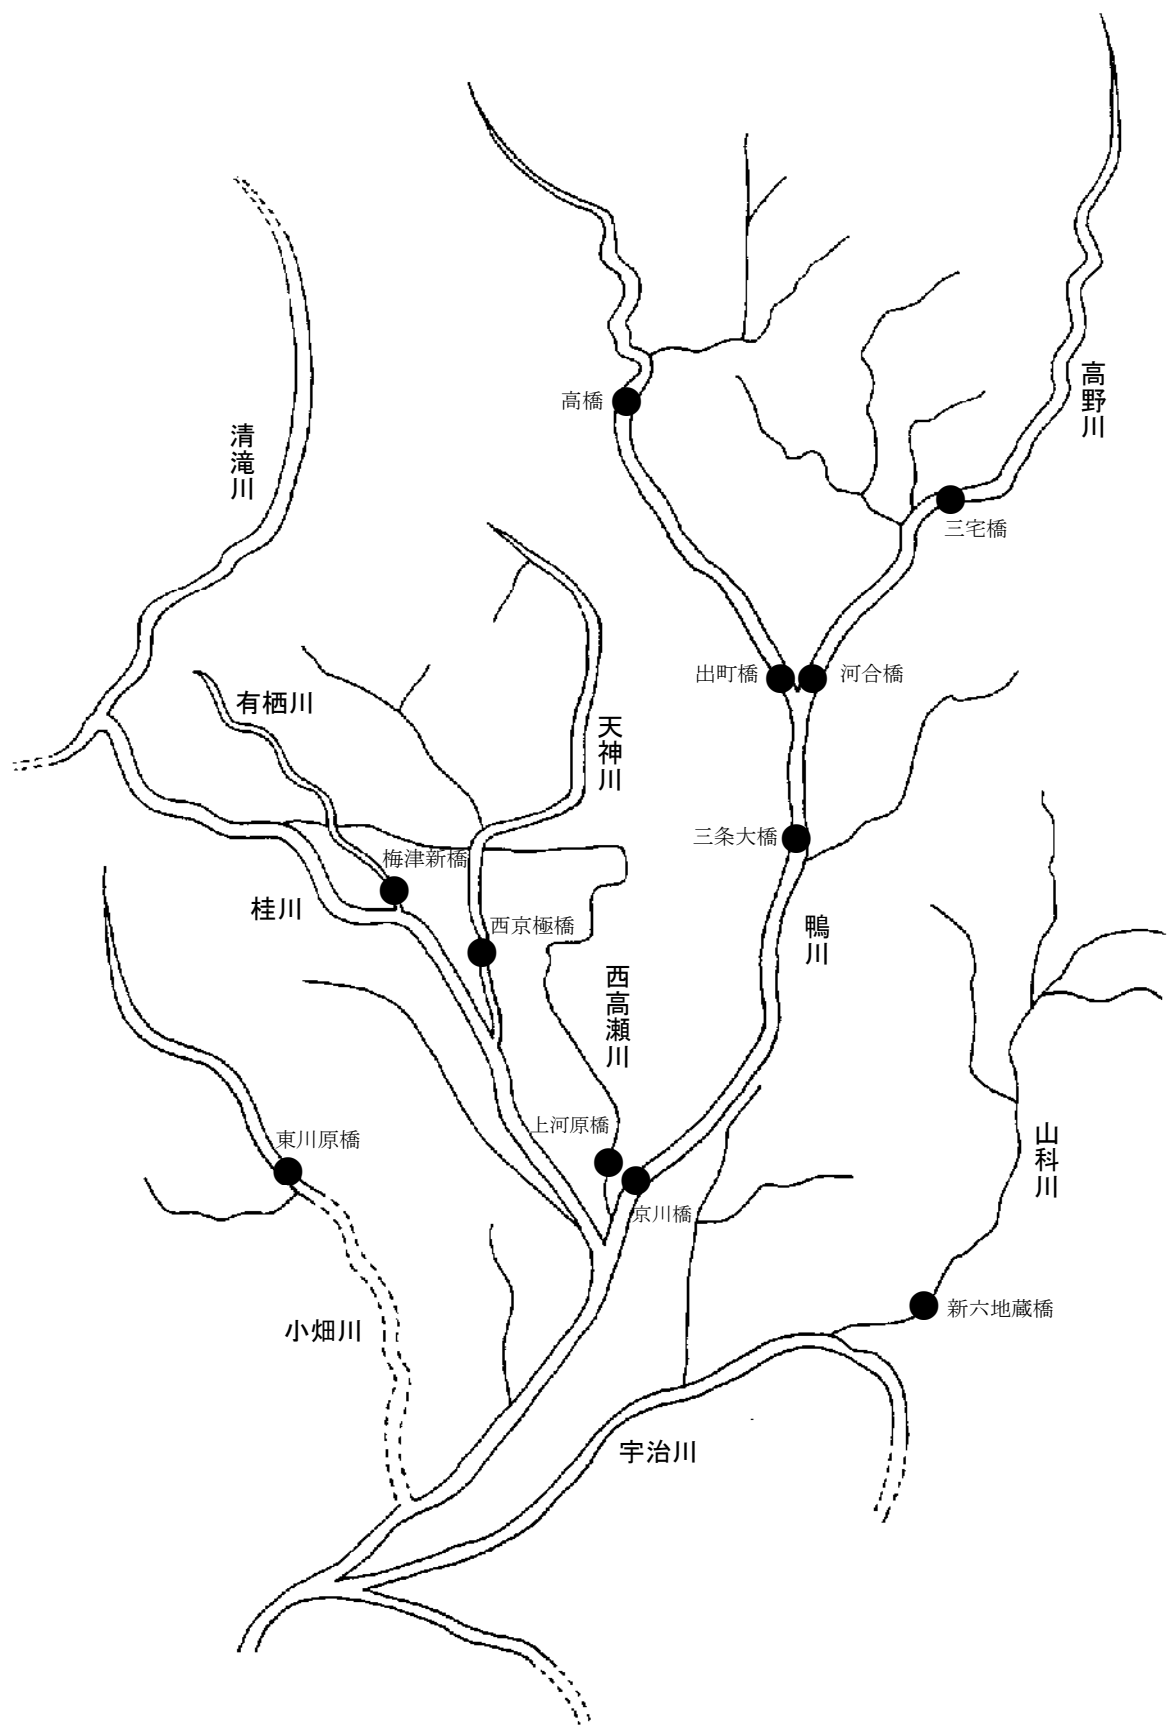 高野川
高橋
清滝川
三宅橋
出町橋
河合橋
有栖川
天神川
三条大橋
梅津新橋
桂川
西京極橋
鴨川
西高瀬川
上河原橋
東川原橋
山科川
京川橋
新六地蔵橋
小畑川
宇治川